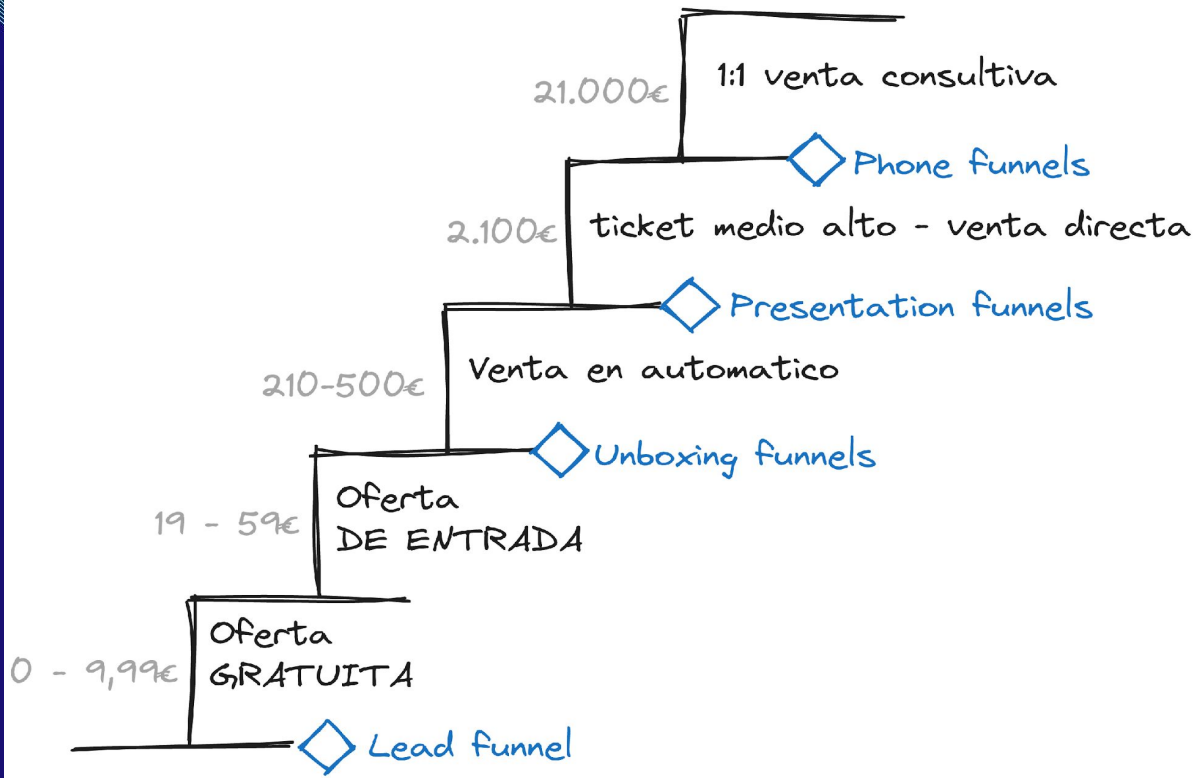 21.000€
1:1 venta consultiva
Phone funnels
2.100€
ticket medio alto - venta directa
Presentation funnels
210-500€
Venta en automatico
Unboxing funnels
19 - 59€
Oferta
DE ENTRADA
0 - 9,99€
Oferta
GRATUITA
Lead funnel